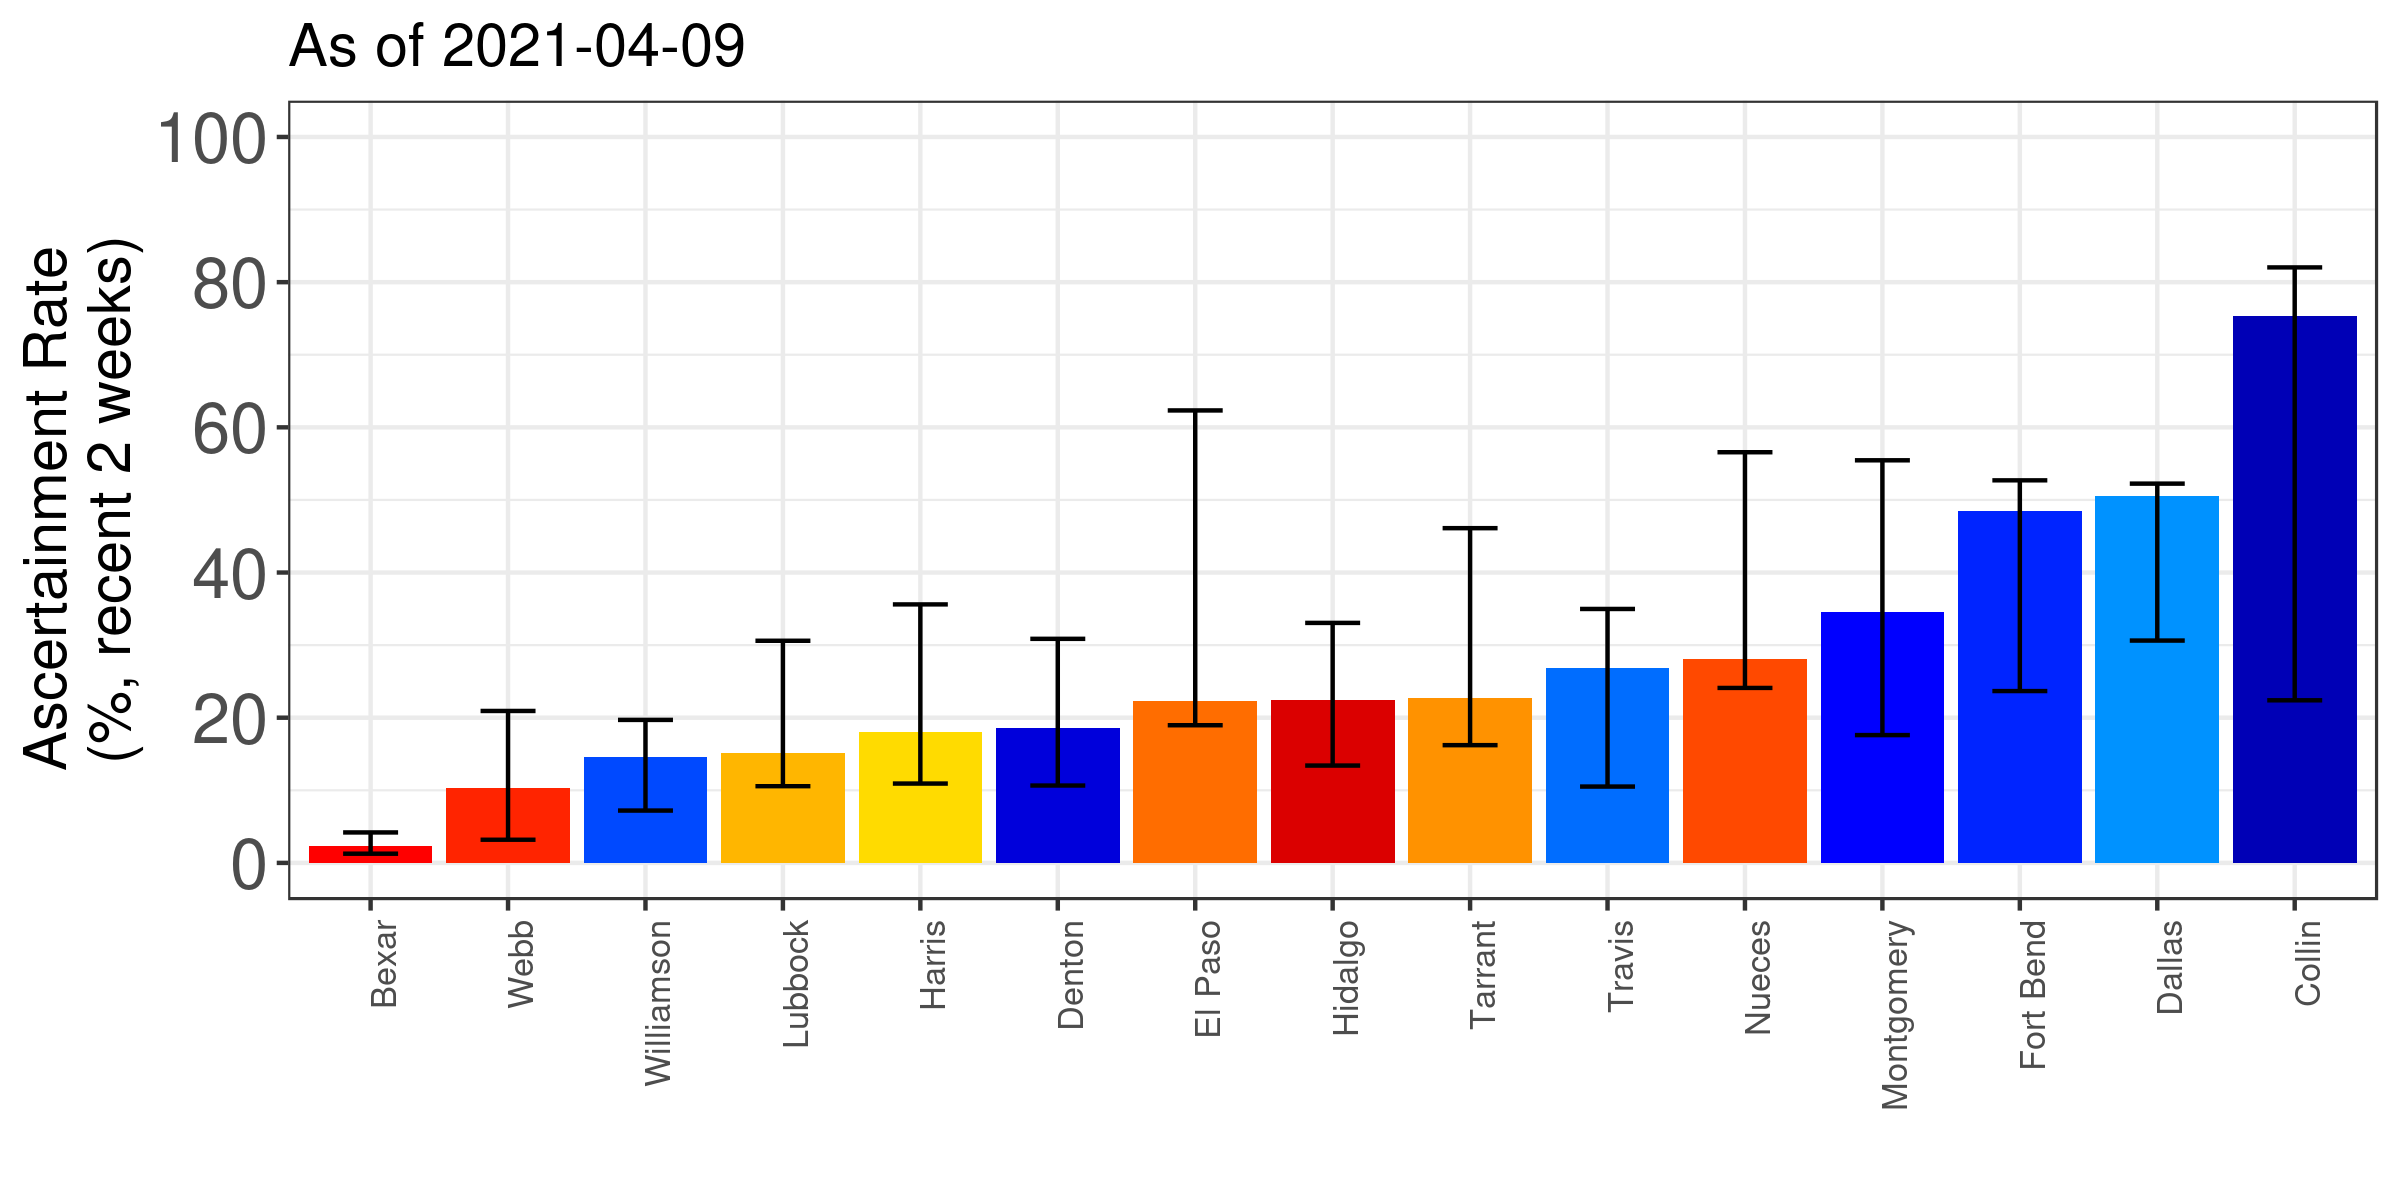 As of 2021-04-09
Ascertainment Rate
(%, recent 2 weeks)
100
80
60
40
20
0
Bexar
Webb
Williamson
Lubbock
Harris
Denton
El Paso
Hidalgo
Tarrant
Travis
Nueces
Montgomery
Fort Bend
Dallas
Collin